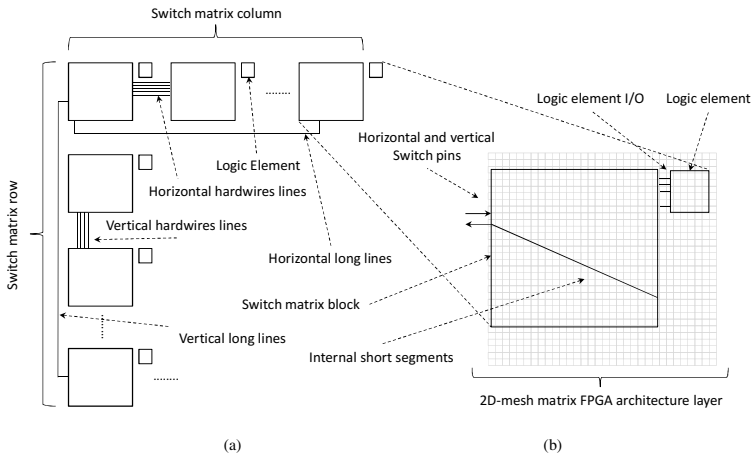 Switch matrix column
Switch matrix row
Logic Element
Horizontal hardwires lines
Vertical hardwires lines
Horizontal long lines
Vertical long lines
Logic element I/O
Logic element
Horizontal and vertical
Switch pins
Switch matrix block
Internal short segments
2D-mesh matrix FPGA architecture layer
(a)
(b)